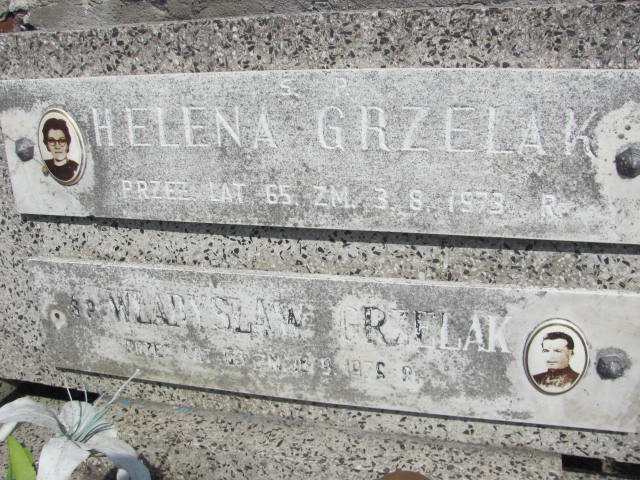 Ś. P.
HELENA GRZELAK
PRZEŻ. LAT 65. ZM. 3. 8. 1973 R.
Ś.P. WŁADYSŁAW GRZELAK